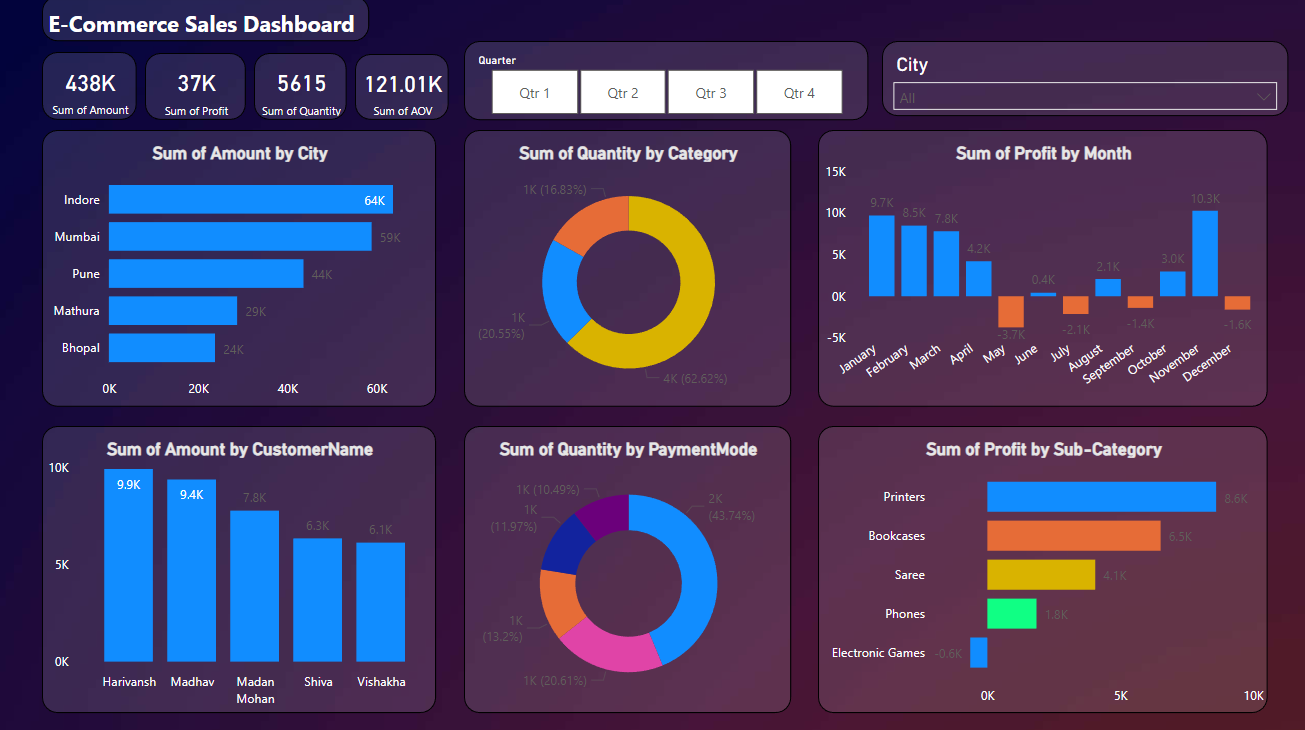 E-Commerce Sales Dashboard
438K
Sum of Amount
37K
Sum of Profit
5615
Sum of Quantity
121.01K
Sum of AOV
Quarter
Qtr 1
Qtr 2
Qtr 3
Qtr 4
City
All
Sum of Amount by City
Indore
64K
Mumbai
59K
Pune
44K
Mathura
29K
Bhopal
24K
0K
20K
40K
60K
Sum of Quantity by Category
1K (16.83%)
1K
(20.55%)
4K (62.62%)
Sum of Profit by Month
15K
10K
5K
0K
-5K
9.7K
8.5K
7.8K
4.2K
-3.7K
0.4K
-2.1K
2.1K
-1.4K
3.0K
10.3K
-1.6K
January
February
March
April
May
June
July
August
September
October
November
December
Sum of Amount by CustomerName
10K
5K
0K
9.9K
9.4K
7.8K
6.3K
6.1K
Harivansh
Madhav
Madan
Mohan
Shiva
Vishakha
Sum of Quantity by PaymentMode
1K (10.49%)
1K
(11.97%)
1K
(13.2%)
1K (20.61%)
2K
(43.74%)
Sum of Profit by Sub-Category
Printers
8.6K
Bookcases
6.5K
Saree
4.1K
Phones
1.8K
Electronic Games
-0.6K
0K
5K
10K